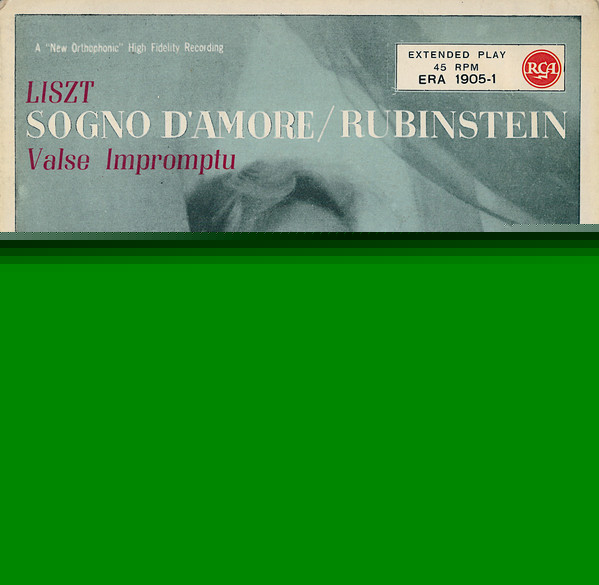 A "New Orthophonic" High Fidelity Recording
EXTENDED PLAY
45 RPM
ERA 1905-1
RCA
LISZT
SOGNO D'AMORE/RUBINSTEIN
Valse Impromptu